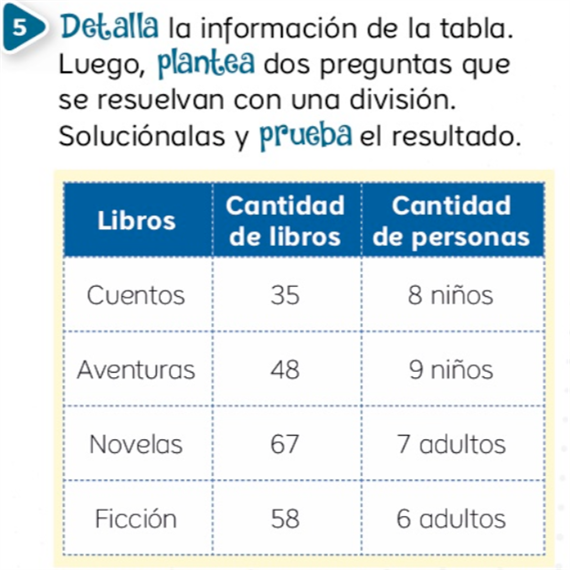 5 Detalla la información de la tabla.
Luego, plantea dos preguntas que
se resuelvan con una división.
Soluciónalas y prueba el resultado.
Libros Cantidad de libros Cantidad de personas
Cuentos 35 8 niños
Aventuras 48 9 niños
Novelas 67 7 adultos
Ficción 58 6 adultos